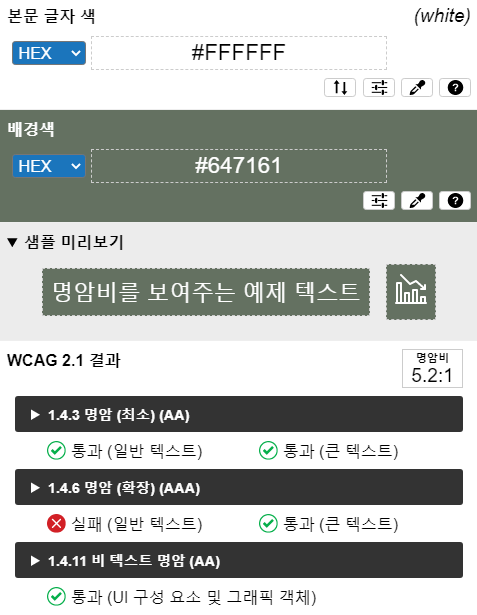 본문 글자 색 (white)
HEX #FFFFFF
배경색
HEX #647161
▼ 샘플 미리보기
명암비를 보여주는 예제 텍스트
WCAG 2.1 결과
명암비
5.2:1
▶ 1.4.3 명암 (최소) (AA)
통과 (일반 텍스트) 통과 (큰 텍스트)
▶ 1.4.6 명암 (확장) (AAA)
실패 (일반 텍스트) 통과 (큰 텍스트)
▶ 1.4.11 비 텍스트 명암 (AA)
통과 (UI 구성 요소 및 그래픽 객체)